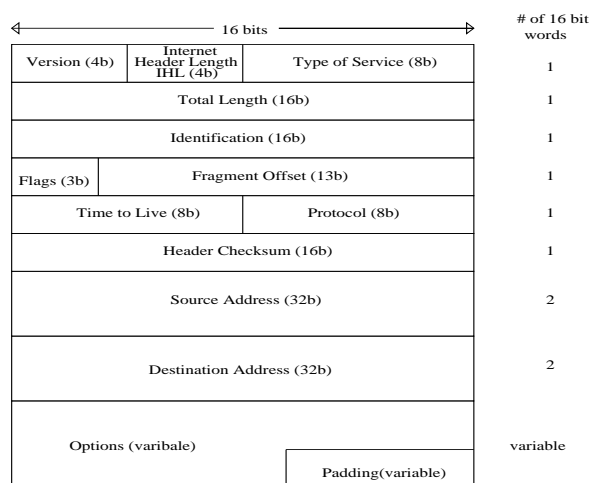 16 bits
# of 16 bit
words
Version (4b)
Internet
Header Length
IHL (4b)
Type of Service (8b)
1
Total Length (16b)
1
Identification (16b)
1
Flags (3b)
Fragment Offset (13b)
1
Time to Live (8b)
Protocol (8b)
1
Header Checksum (16b)
1
Source Address (32b)
2
Destination Address (32b)
2
Options (varibale)
variable
Padding(variable)